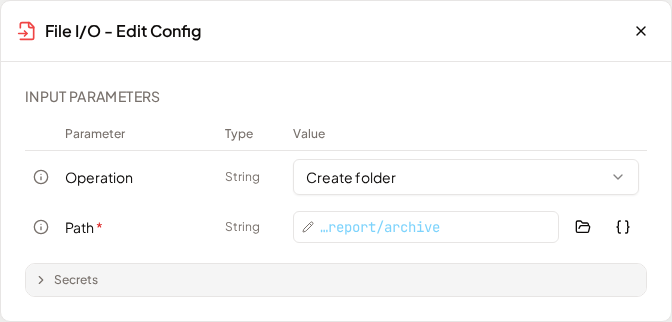 File I/O - Edit Config
INPUT PARAMETERS
Parameter Type Value
Operation String Create folder
Path * String …report/archive
Secrets